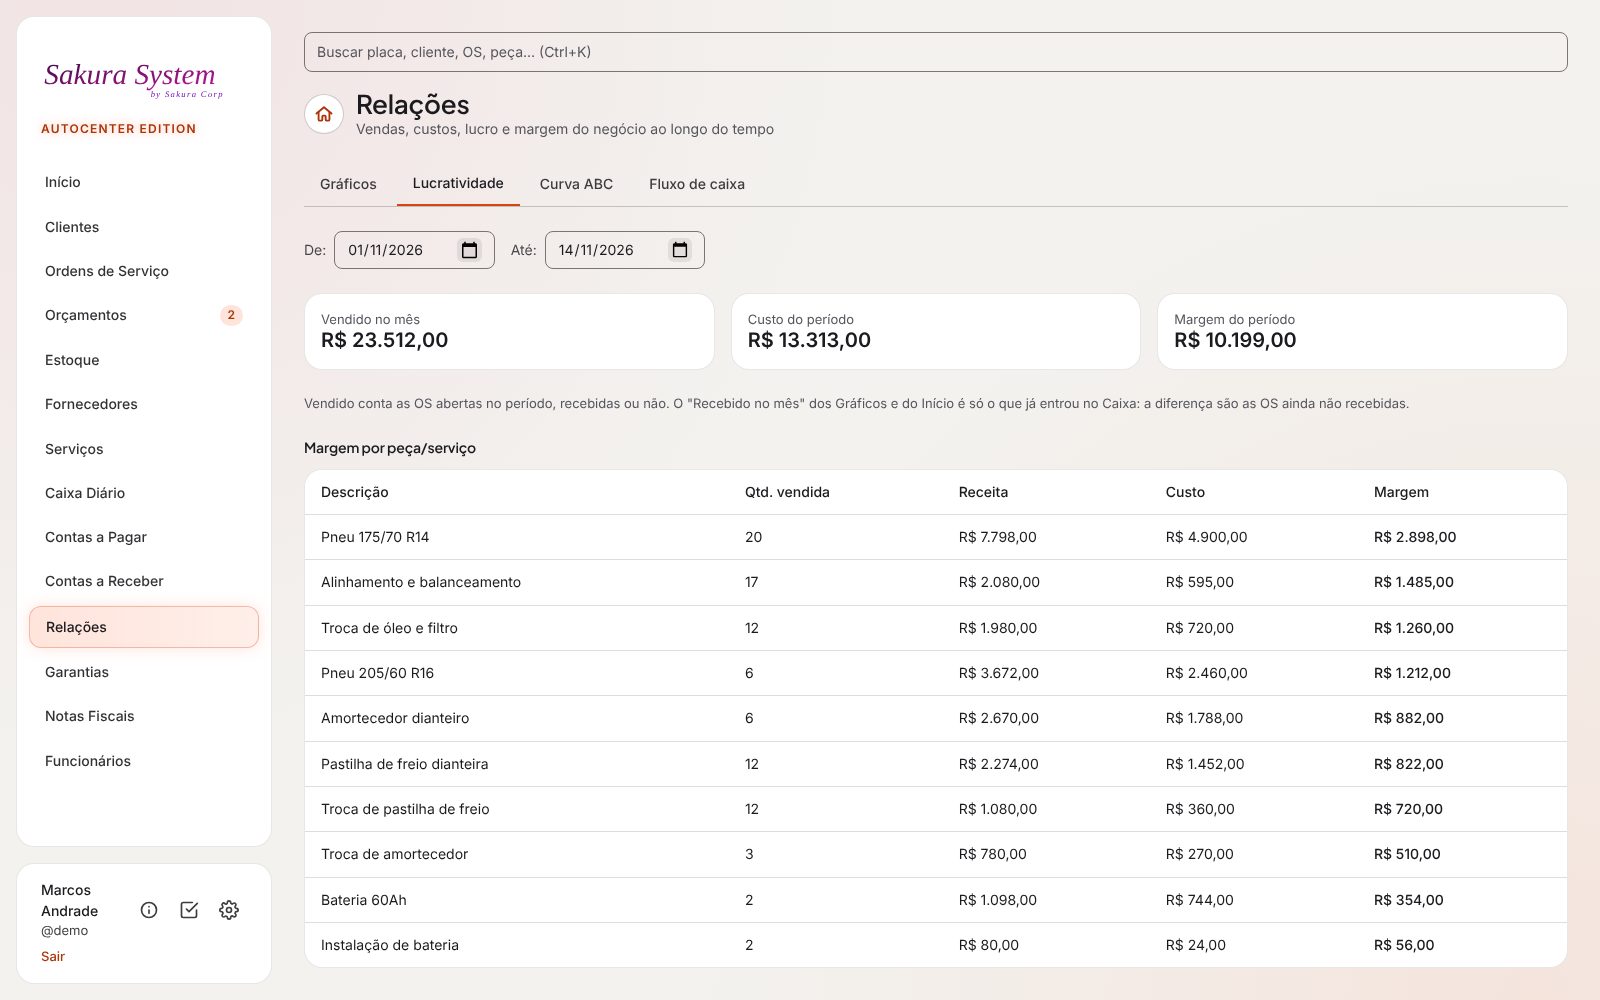 Sakura System
by Sakura Corp
AUTOCENTER EDITION
Início
Clientes
Ordens de Serviço
Orçamentos 2
Estoque
Fornecedores
Serviços
Caixa Diário
Contas a Pagar
Contas a Receber
Relações
Garantias
Notas Fiscais
Funcionários
Marcos
Andrade
@demo
Sair
Buscar placa, cliente, OS, peça... (Ctrl+K)
Relações
Vendas, custos, lucro e margem do negócio ao longo do tempo
Gráficos Lucratividade Curva ABC Fluxo de caixa
De: 01/11/2026 Até: 14/11/2026
Vendido no mês
R$ 23.512,00
Custo do período
R$ 13.313,00
Margem do período
R$ 10.199,00
Vendido conta as OS abertas no período, recebidas ou não. O "Recebido no mês" dos Gráficos e do Início é só o que já entrou no Caixa: a diferença são as OS ainda não recebidas.
Margem por peça/serviço
Descrição Qtd. vendida Receita Custo Margem
Pneu 175/70 R14 20 R$ 7.798,00 R$ 4.900,00 R$ 2.898,00
Alinhamento e balanceamento 17 R$ 2.080,00 R$ 595,00 R$ 1.485,00
Troca de óleo e filtro 12 R$ 1.980,00 R$ 720,00 R$ 1.260,00
Pneu 205/60 R16 6 R$ 3.672,00 R$ 2.460,00 R$ 1.212,00
Amortecedor dianteiro 6 R$ 2.670,00 R$ 1.788,00 R$ 882,00
Pastilha de freio dianteira 12 R$ 2.274,00 R$ 1.452,00 R$ 822,00
Troca de pastilha de freio 12 R$ 1.080,00 R$ 360,00 R$ 720,00
Troca de amortecedor 3 R$ 780,00 R$ 270,00 R$ 510,00
Bateria 60Ah 2 R$ 1.098,00 R$ 744,00 R$ 354,00
Instalação de bateria 2 R$ 80,00 R$ 24,00 R$ 56,00